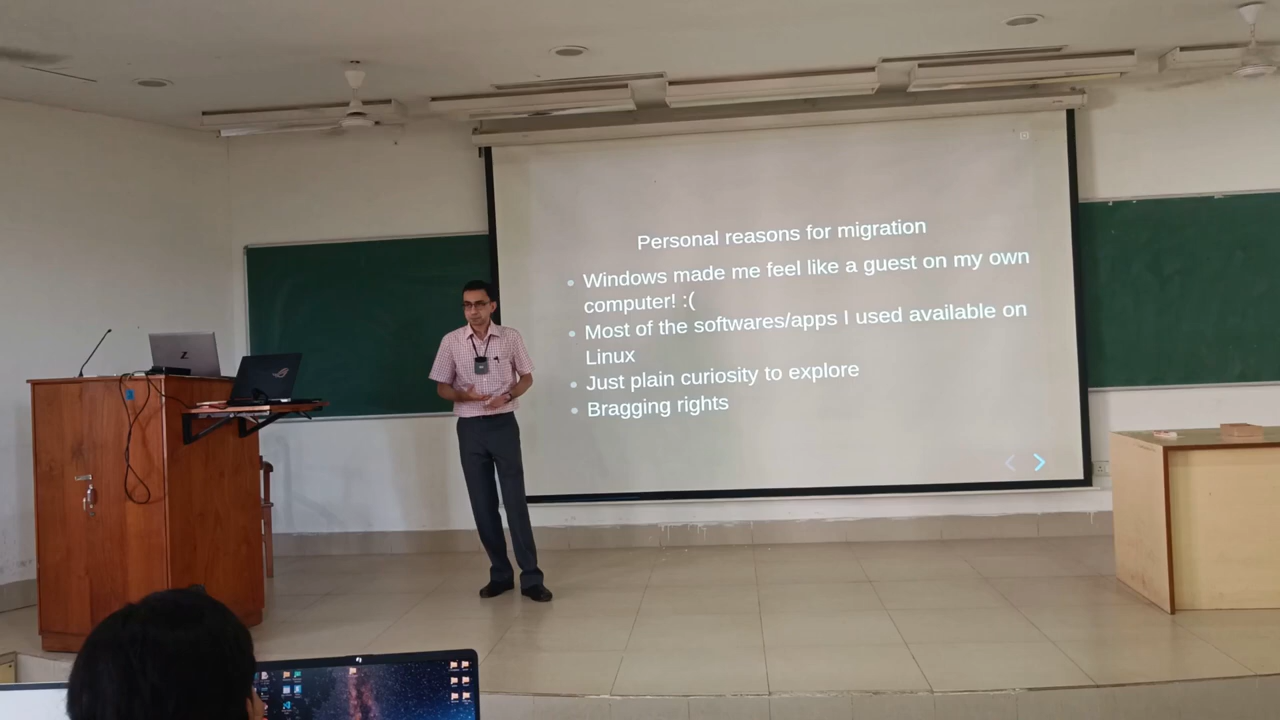 Personal reasons for migration
Windows made me feel like a guest on my own
computer! :(
Most of the softwares/apps I used available on
Linux
Just plain curiosity to explore
Bragging rights